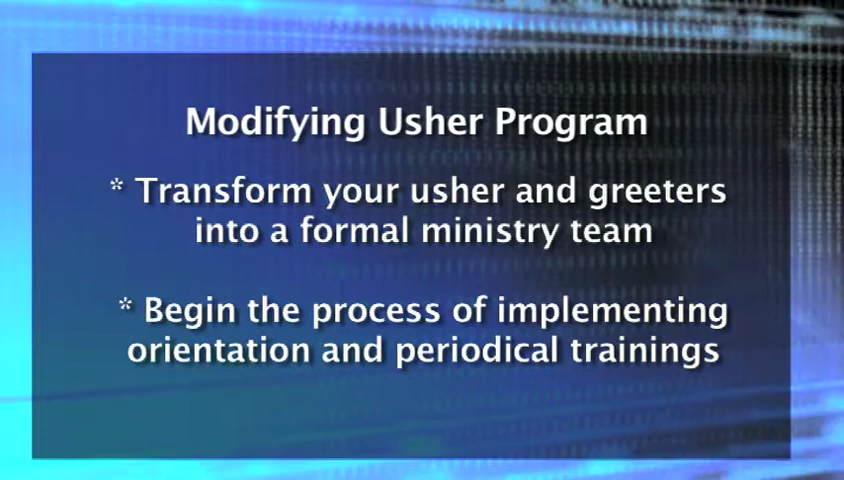 Modifying Usher Program
* Transform your usher and greeters
into a formal ministry team
* Begin the process of implementing
orientation and periodical trainings